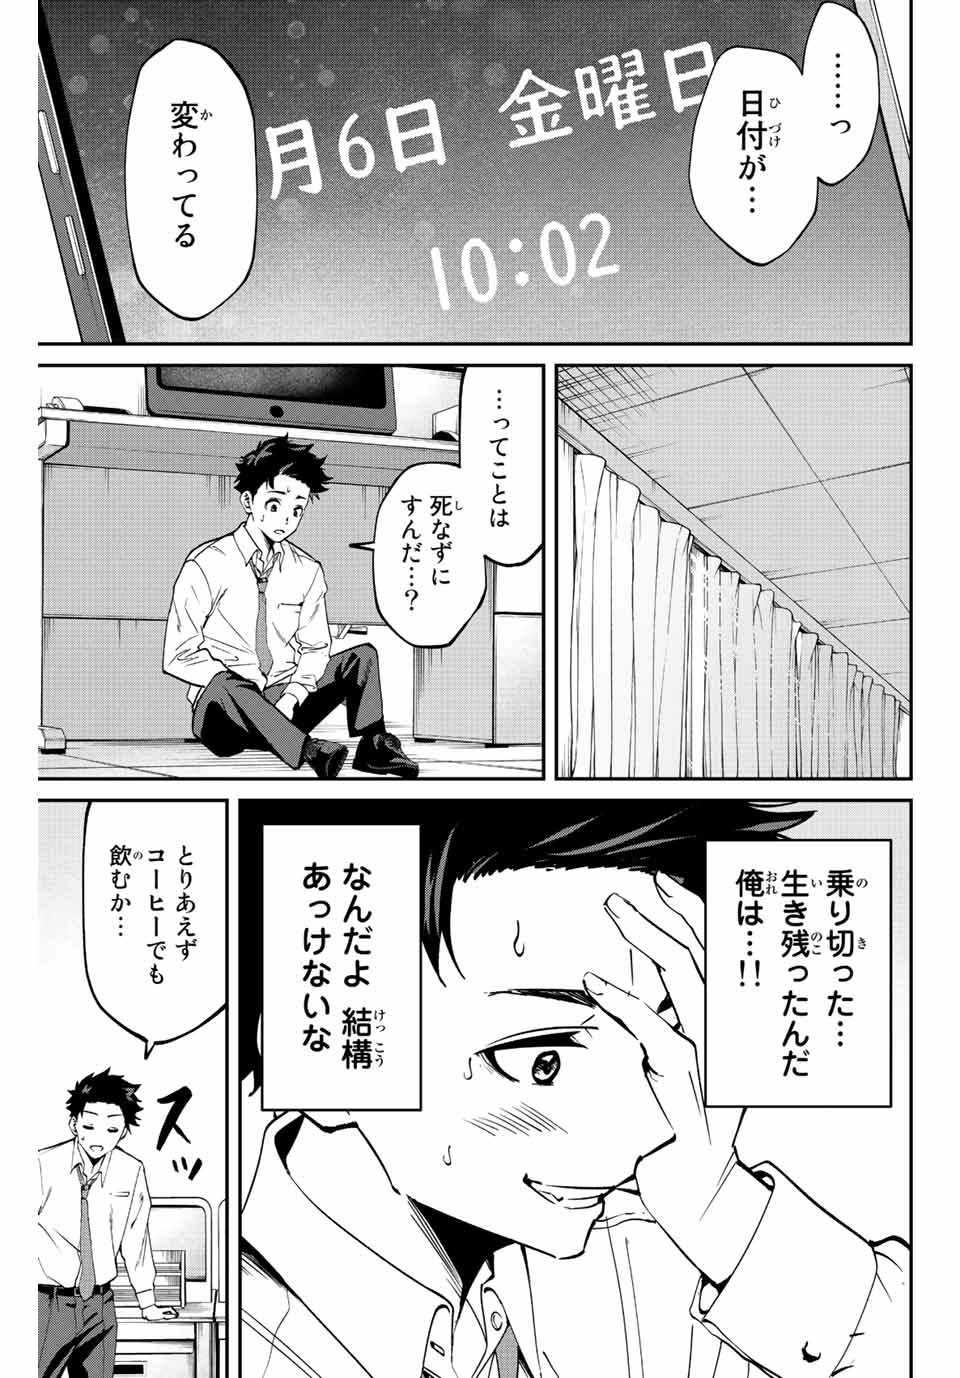 ……っ
日付が…
月6日 金曜日
10:02
変わってる
…ってことは
死なずに
すんだ…?
乗り切った…
生き残ったんだ
俺は…!!
なんだよ 結構
あっけないな
とりあえず
コーヒーでも
飲むか…
スッ